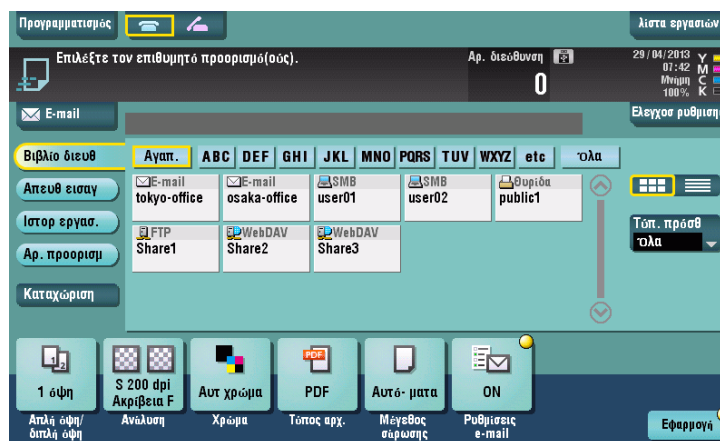 Προγραμματισμός
λίστα εργασιών
Επιλέξτε τον επιθυμητό προορισμό(ούς).
Αρ. διεύθυνση
0
29/04/2013
07:42
Μνήμη
100%
Y
M
C
K
E-mail
Ελεγχοσ ρυθμιση
Βιβλίο διευθ
Αγαπ.
ABC
DEF
GHI
JKL
MNO
PQRS
TUV
WXYZ
etc
Όλα
Απευθ εισαγ
Ιστορ εργασ.
Αρ. προορισμ
Καταχώριση
E-mail
tokyo-office
E-mail
osaka-office
SMB
user01
SMB
user02
Θυρίδα
public1
FTP
Share1
WebDAV
Share2
WebDAV
Share3
Τύπ. πρόσθ
Όλα
1 όψη
S 200 dpi
Ακρίβεια F
Αυτ χρώμα
PDF
PDF
Αυτό- ματα
ON
Απλή όψη/
διπλή όψη
Ανάλυση
Χρώμα
Τύπος αρχ.
Μέγεθος
σάρωσης
Ρυθμίσεις
e-mail
Εφαρμογή